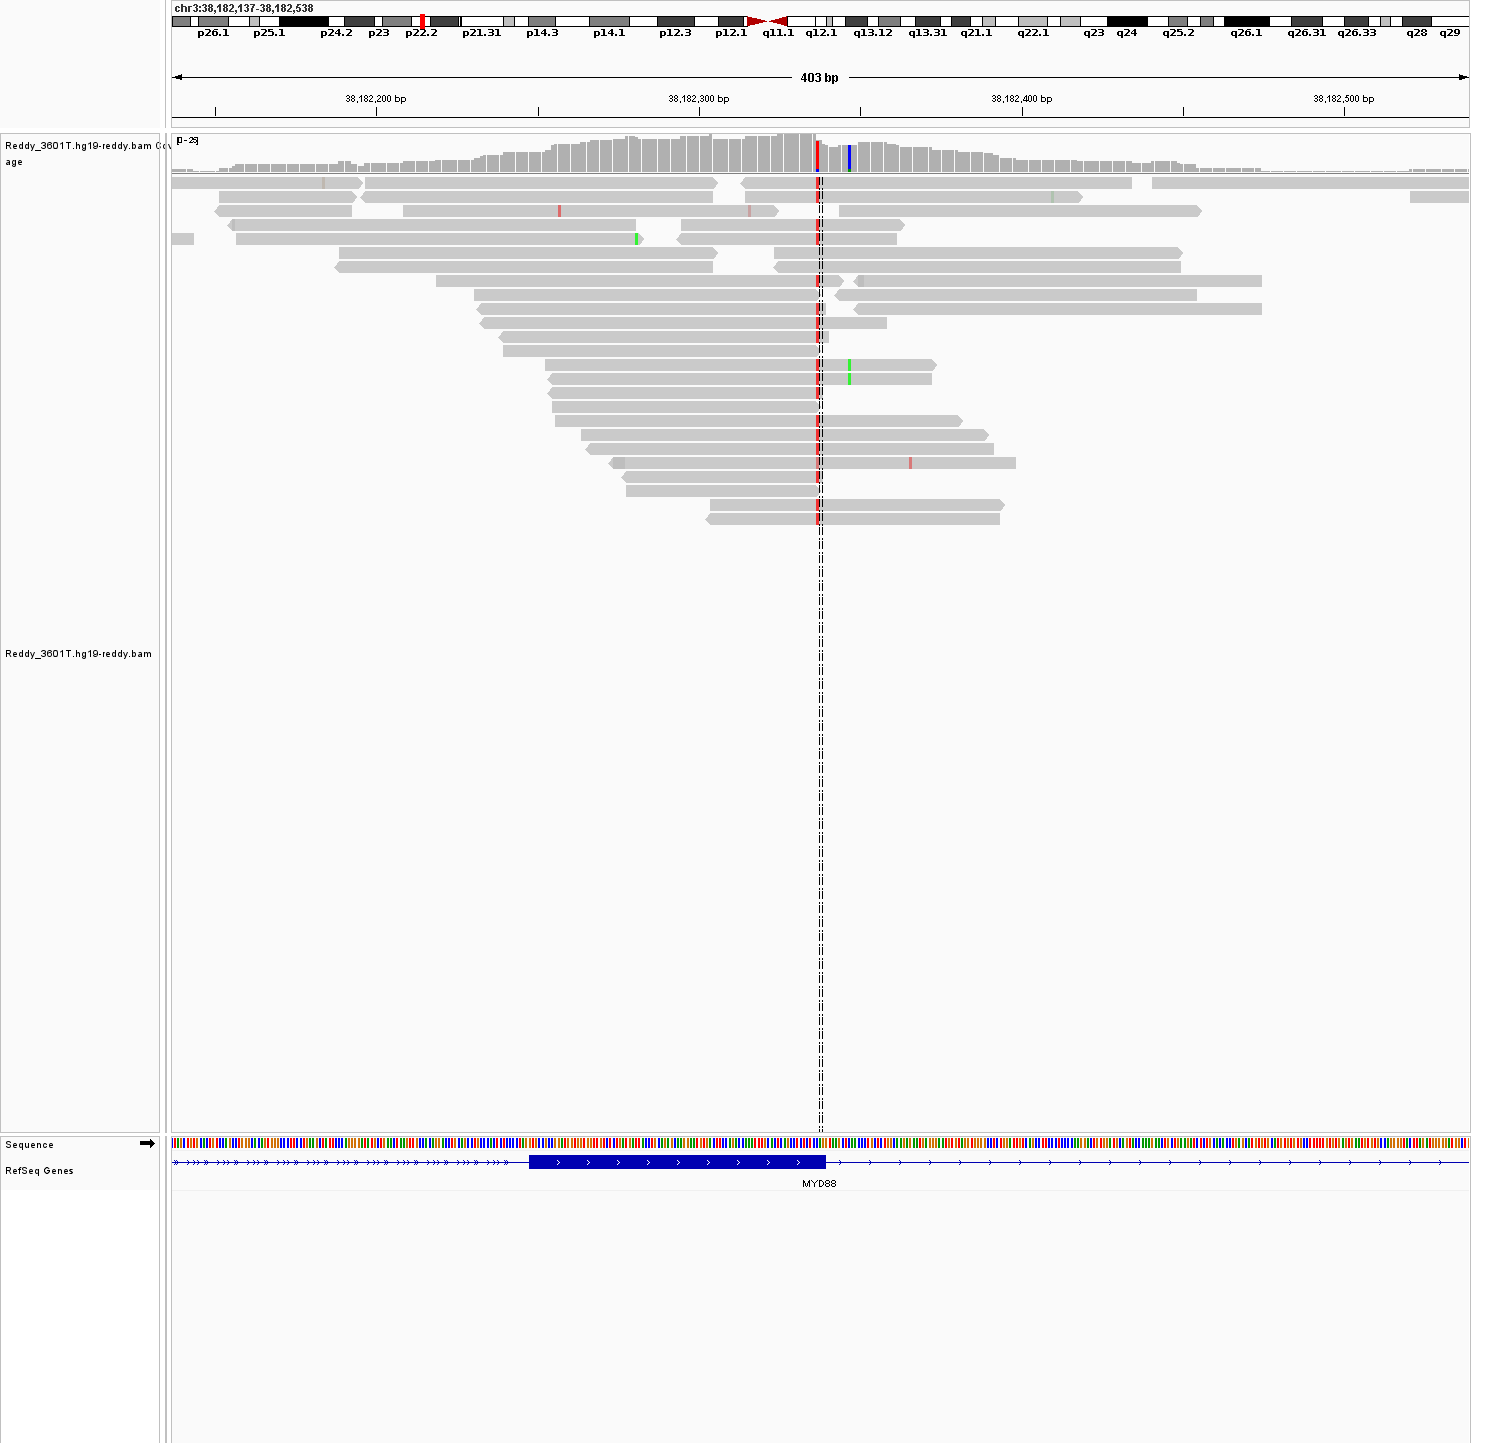 chr3:38,182,137-38,182,538
p26.1 p25.1 p24.2 p23 p22.2 p21.31 p14.3 p14.1 p12.3 p12.1 q11.1 q12.1 q13.12 q13.31 q21.1 q22.1 q23 q24 q25.2 q26.1 q26.31 q26.33 q28 q29
403 bp
38,182,200 bp 38,182,300 bp 38,182,400 bp 38,182,500 bp
Reddy_3601T.hg19-reddy.bam Cov
age
[0-25]
Reddy_3601T.hg19-reddy.bam
Sequence
RefSeq Genes
MYD88